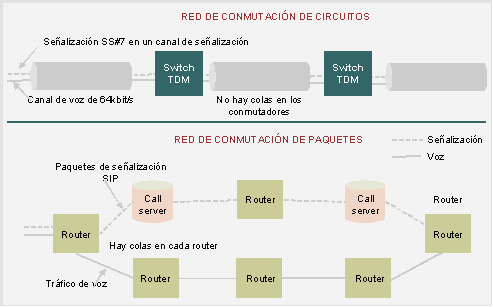 RED DE CONMUTACIÓN DE CIRCUITOS
Señalización SS#7 en un canal de señalización
Switch
TDM
Switch
TDM
Canal de voz de 64kbit/s
No hay colas en los
conmutadores
RED DE CONMUTACIÓN DE PAQUETES
Señalización
Voz
Paquetes de señalización
SIP
Call
server
Router
Call
server
Router
Router
Router
Hay colas en cada router
Tráfico de voz
Router
Router
Router